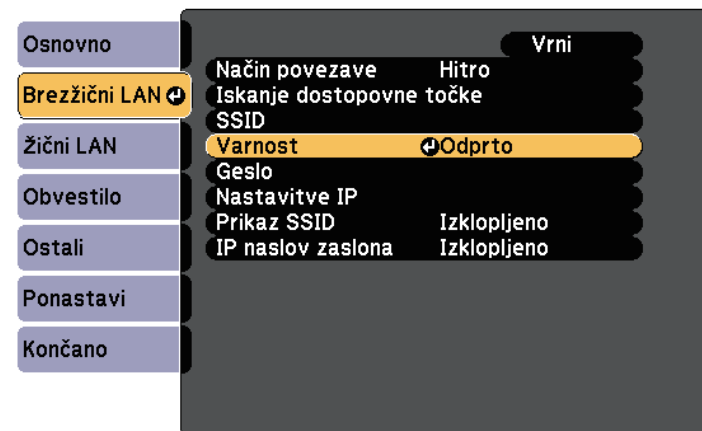 Osnovno
Brezžični LAN
Žični LAN
Obvestilo
Ostali
Ponastavi
Končano
Vrni
Način povezave Hitro
Iskanje dostopovne točke
SSID
Varnost Odprto
Geslo
Nastavitve IP
Prikaz SSID Izklopljeno
IP naslov zaslona Izklopljeno